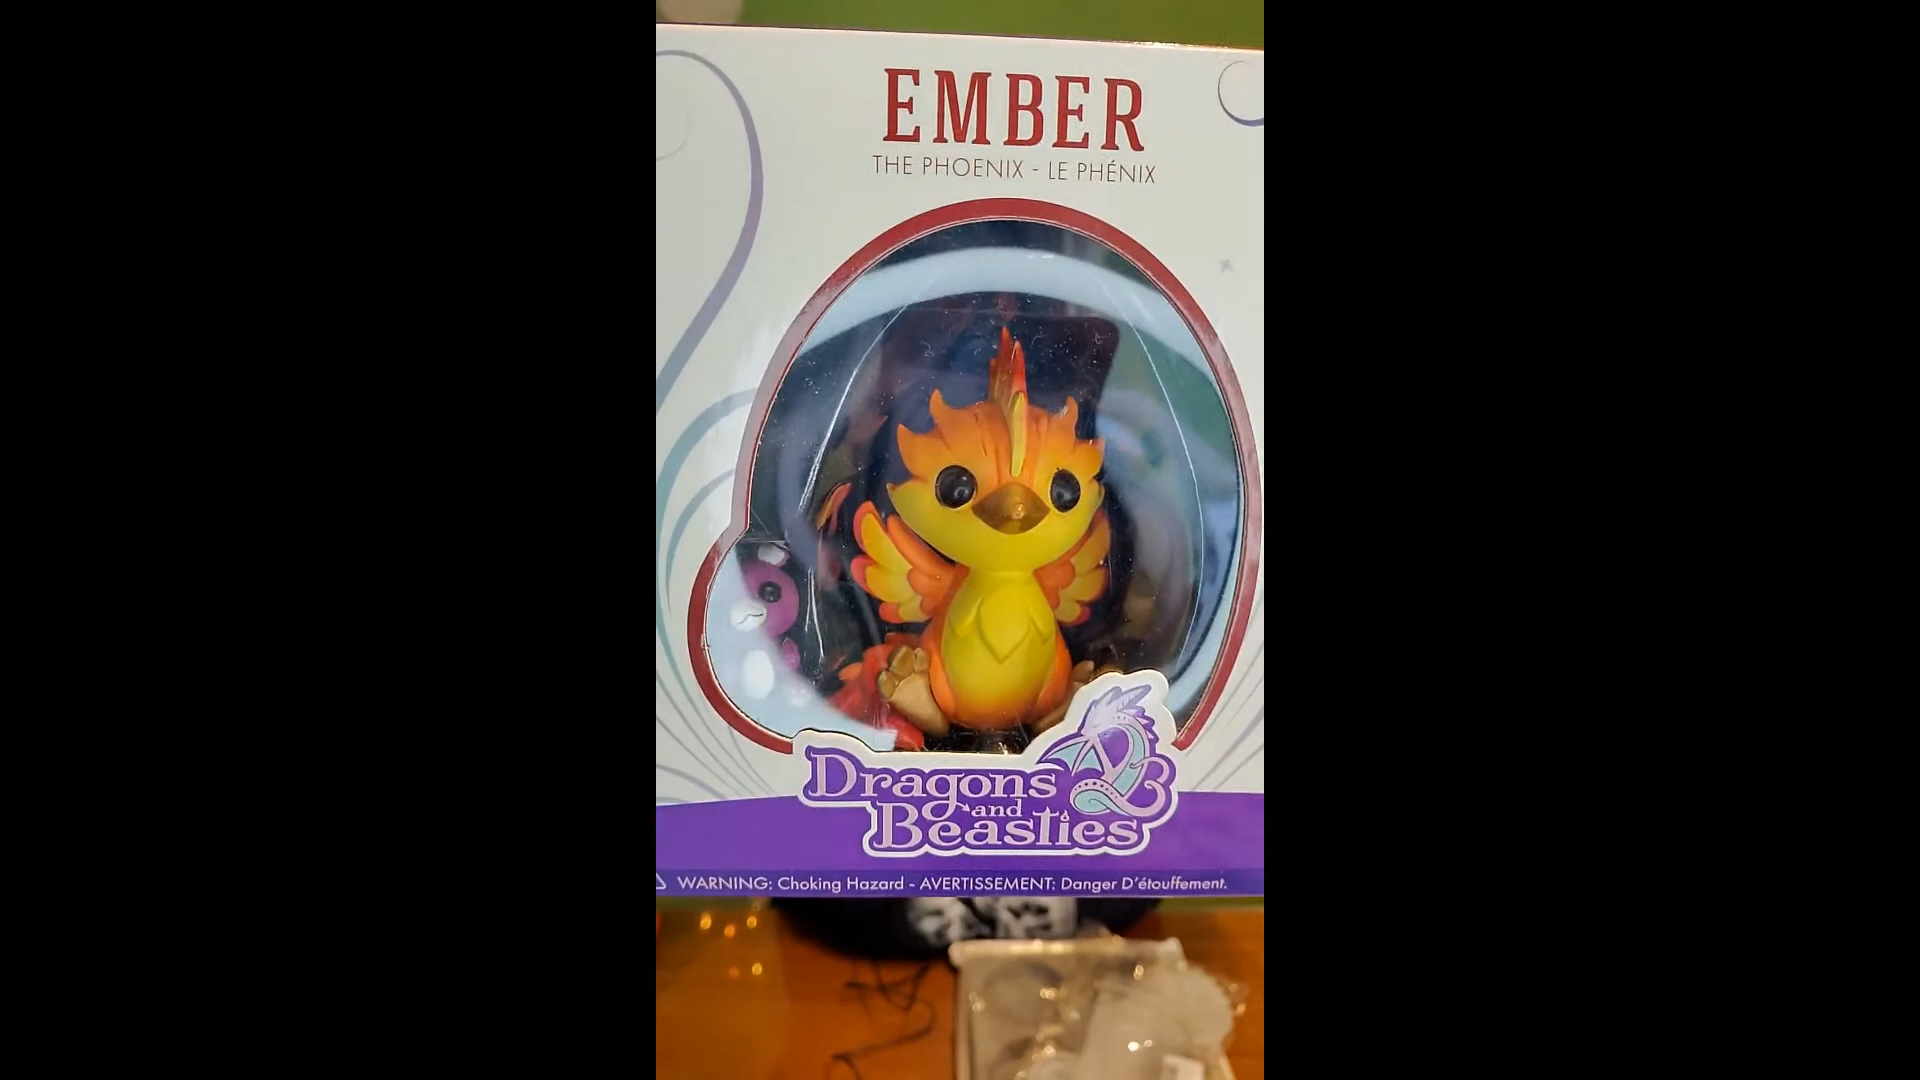 EMBER
THE PHOENIX - LE PHÉNIX
Dragons
and
Beasties
WARNING: Choking Hazard - AVERTISSEMENT: Danger D'étouffement.